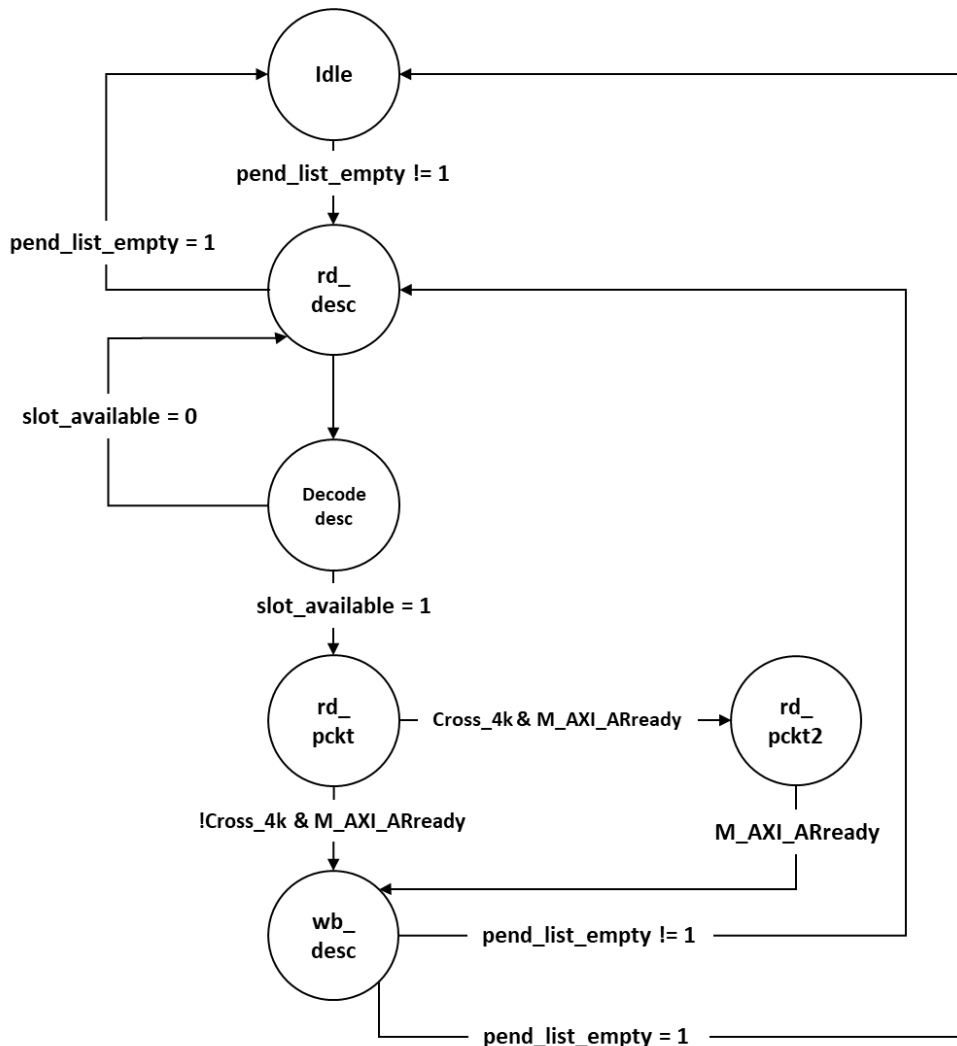 Idle
pend_list_empty != 1
pend_list_empty = 1
rd_
desc
slot_available = 0
Decode
desc
slot_available = 1
rd_
pckt
Cross_4k & M_AXI_ARready
rd_
pckt2
!Cross_4k & M_AXI_ARready
M_AXI_ARready
wb_
desc
pend_list_empty != 1
pend_list_empty = 1